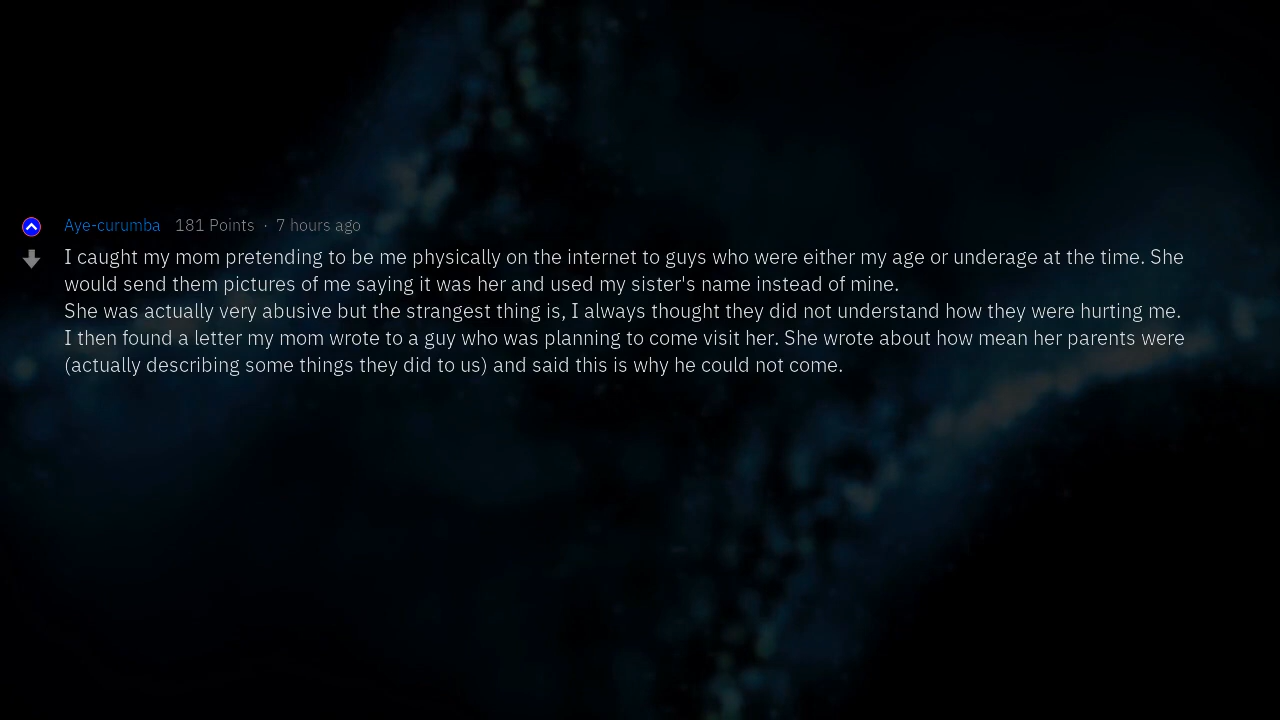 Aye-curumba 181 Points · 7 hours ago
I caught my mom pretending to be me physically on the internet to guys who were either my age or underage at the time. She
would send them pictures of me saying it was her and used my sister's name instead of mine.
She was actually very abusive but the strangest thing is, I always thought they did not understand how they were hurting me.
I then found a letter my mom wrote to a guy who was planning to come visit her. She wrote about how mean her parents were
(actually describing some things they did to us) and said this is why he could not come.